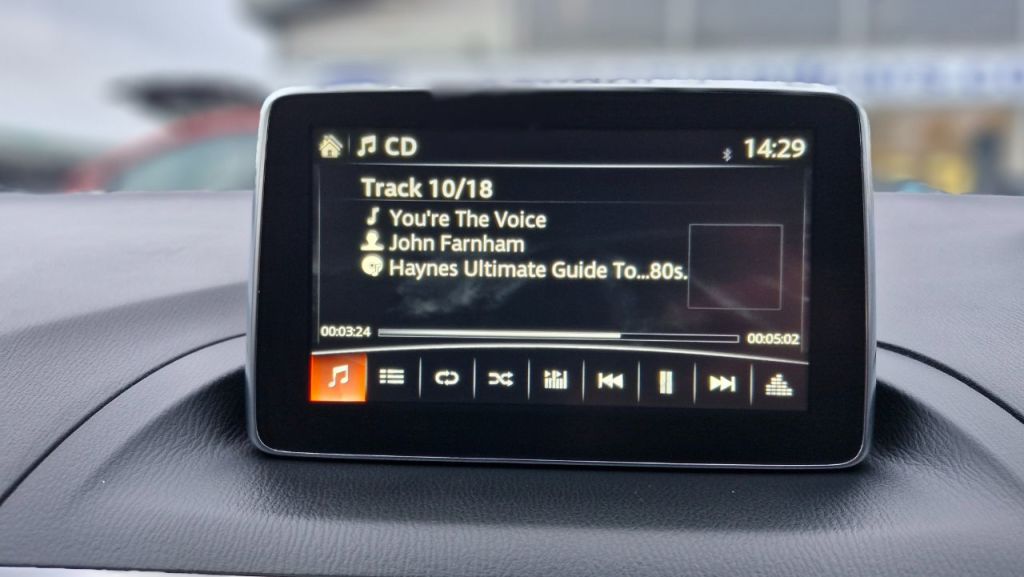 CD
14:29
Track 10/18
You're The Voice
John Farnham
Haynes Ultimate Guide To...80s.
00:03:24
00:05:02